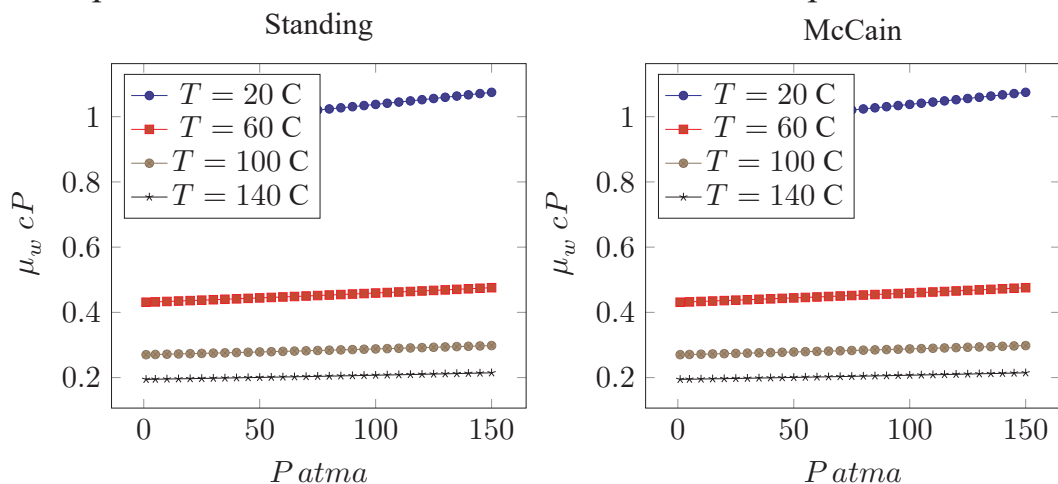 Standing
T = 20 C
T = 60 C
T = 100 C
T = 140 C
1
0.8
0.6
0.4
0.2
μw cP
0 50 100 150
P atma
McCain
T = 20 C
T = 60 C
T = 100 C
T = 140 C
1
0.8
0.6
0.4
0.2
μw cP
0 50 100 150
P atma